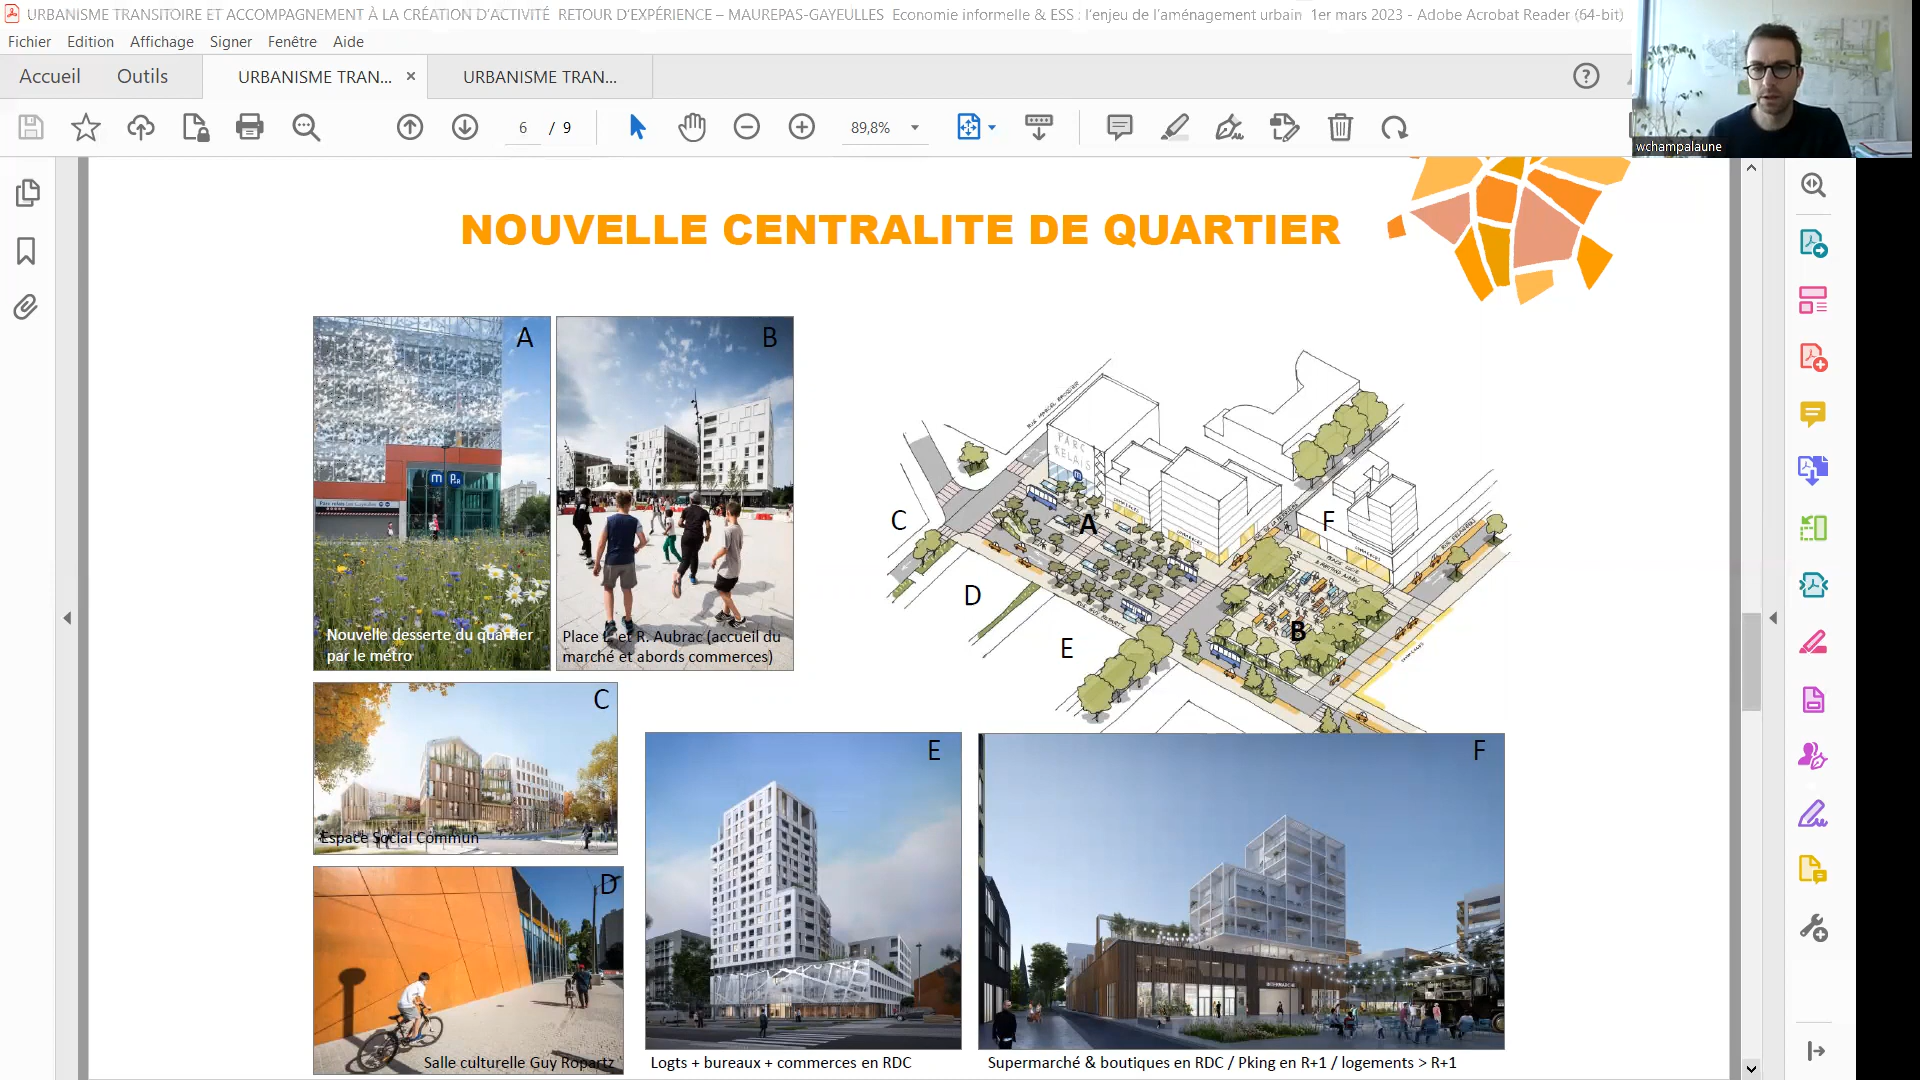 URBANISME TRANSITOIRE ET ACCOMPAGNEMENT À LA CRÉATION D'ACTIVITÉ  RETOUR D'EXPÉRIENCE – MAUREPAS-GAYEULLES  Economie informelle & ESS : l'enjeu de l'aménagement urbain  1er mars 2023 - Adobe Acrobat Reader (64-bit)
Fichier Edition Affichage Signer Fenêtre Aide
Accueil Outils URBANISME TRAN... × URBANISME TRAN...
6 / 9 89,8%
wchampalaune
NOUVELLE CENTRALITE DE QUARTIER
A
Nouvelle desserte du quartier
par le métro
B
Place L. et R. Aubrac (accueil du
marché et abords commerces)
PARC
RELAIS
A
B
C
D
E
F
C
Espace Social Commun
D
Salle culturelle Guy Ropartz
E
Logts + bureaux + commerces en RDC
F
Supermarché & boutiques en RDC / Pking en R+1 / logements > R+1